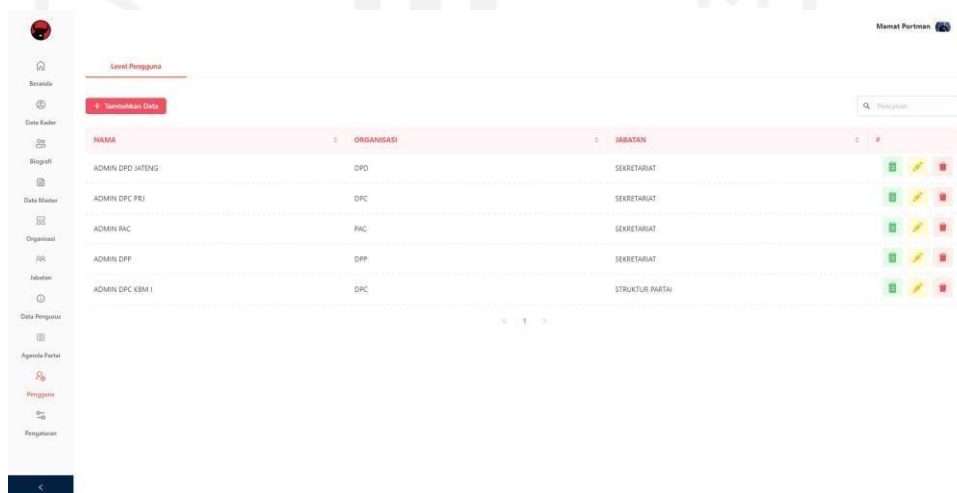 Mamat Portman
Beranda
Data Kader
Biografi
Data Master
Organisasi
Jabatan
Data Pengurus
Agenda Partai
Pengguna
Pengaturan
Level Pengguna
+ Tambahkan Data
Pencarian
NAMA ORGANISASI JABATAN #
ADMIN DPD JATENG DPD SEKRETARIAT
ADMIN DPC PRJ DPC SEKRETARIAT
ADMIN PAC PAC SEKRETARIAT
ADMIN DPP DPP SEKRETARIAT
ADMIN DPC KBM 1 DPC STRUKTUR PARTAI
< 1 >